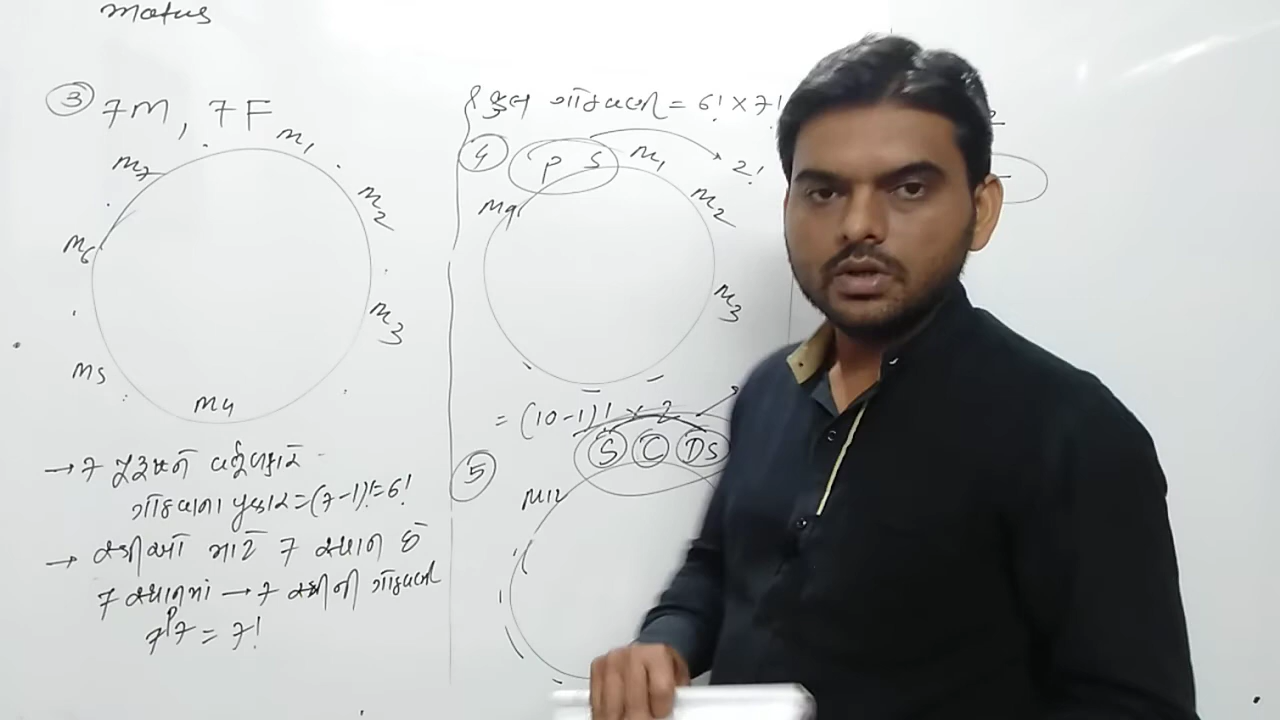 ③ 7M, 7F
M₁
M₂
M₃
M₄
M₅
M₆
M₇
→ 7 પુરુષને વર્તુળાકારે
ગોઠવવાના પ્રકાર = (7-1)! = 6!
→ સ્ત્રીઓ માટે 7 સ્થાન છે
7 સ્થાનમાં → 7 સ્ત્રીની ગોઠવણી
₇P₇ = 7!
કુલ ગોઠવણી = 6! × 7!
④ P S → 2!
M₁
M₂
M₃
M₉
= (10-1)! × 2
⑤ S C DS
M₁₂